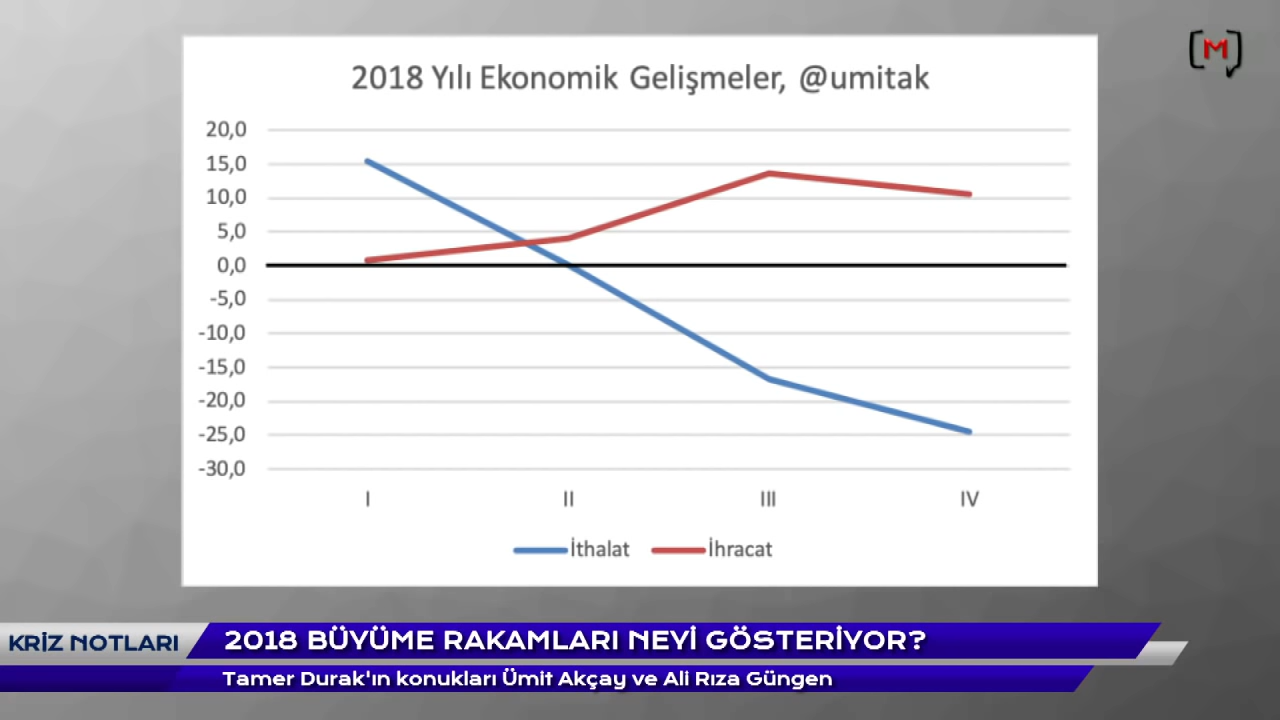 M
2018 Yılı Ekonomik Gelişmeler, @umitak
20,0
15,0
10,0
5,0
0,0
-5,0
-10,0
-15,0
-20,0
-25,0
-30,0
I II III IV
İthalat İhracat
KRİZ NOTLARI
2018 BÜYÜME RAKAMLARI NEYİ GÖSTERİYOR?
Tamer Durak'ın konukları Ümit Akçay ve Ali Rıza Güngen